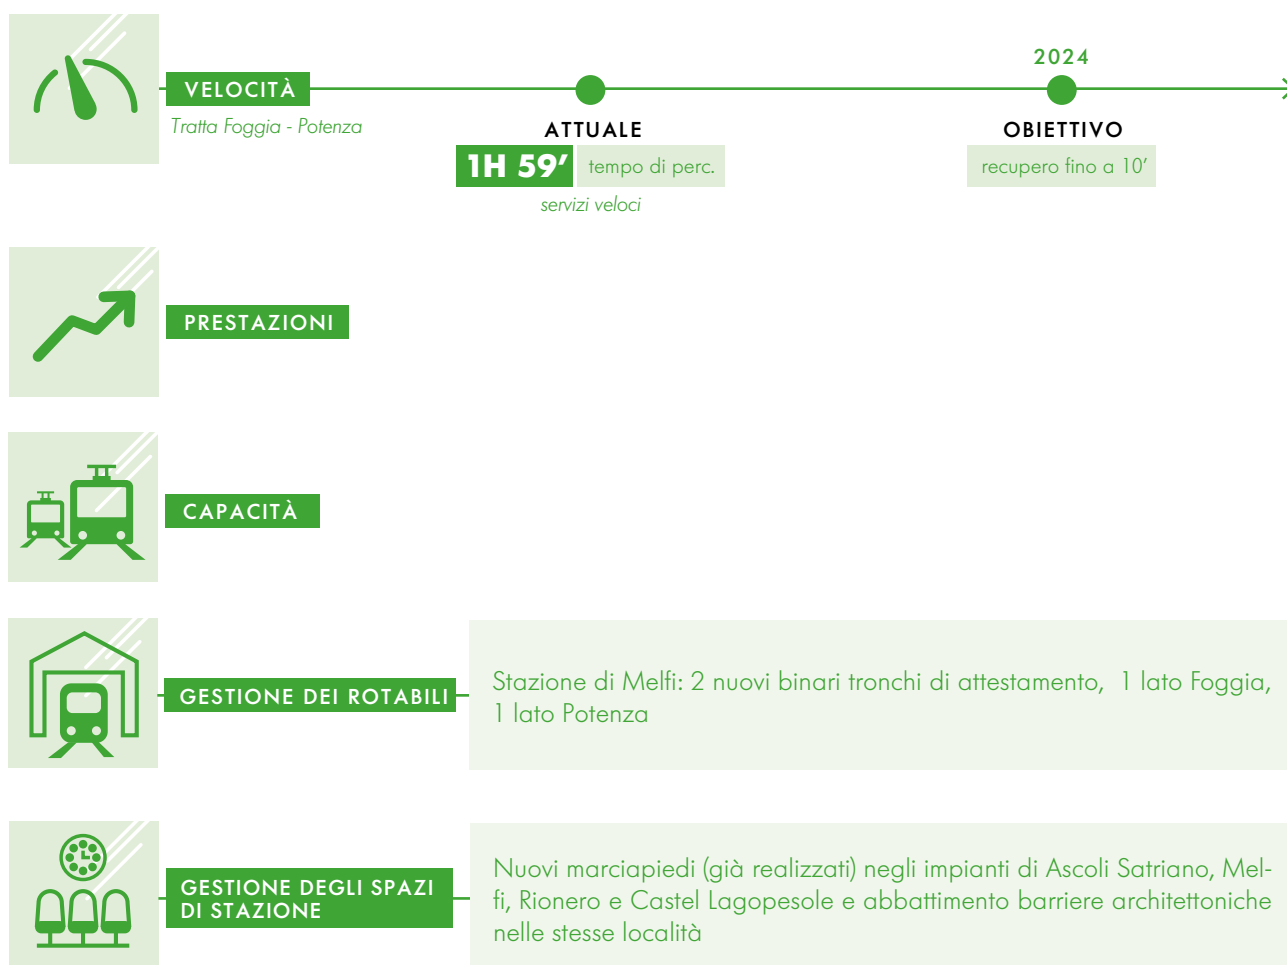 2024
VELOCITÀ
Tratta Foggia - Potenza
ATTUALE
OBIETTIVO
1H 59’ tempo di perc.
recupero fino a 10’
servizi veloci
PRESTAZIONI
CAPACITÀ
GESTIONE DEI ROTABILI
Stazione di Melfi: 2 nuovi binari tronchi di attestamento, 1 lato Foggia,
1 lato Potenza
GESTIONE DEGLI SPAZI
DI STAZIONE
Nuovi marciapiedi (già realizzati) negli impianti di Ascoli Satriano, Mel-
fi, Rionero e Castel Lagopesole e abbattimento barriere architettoniche
nelle stesse località